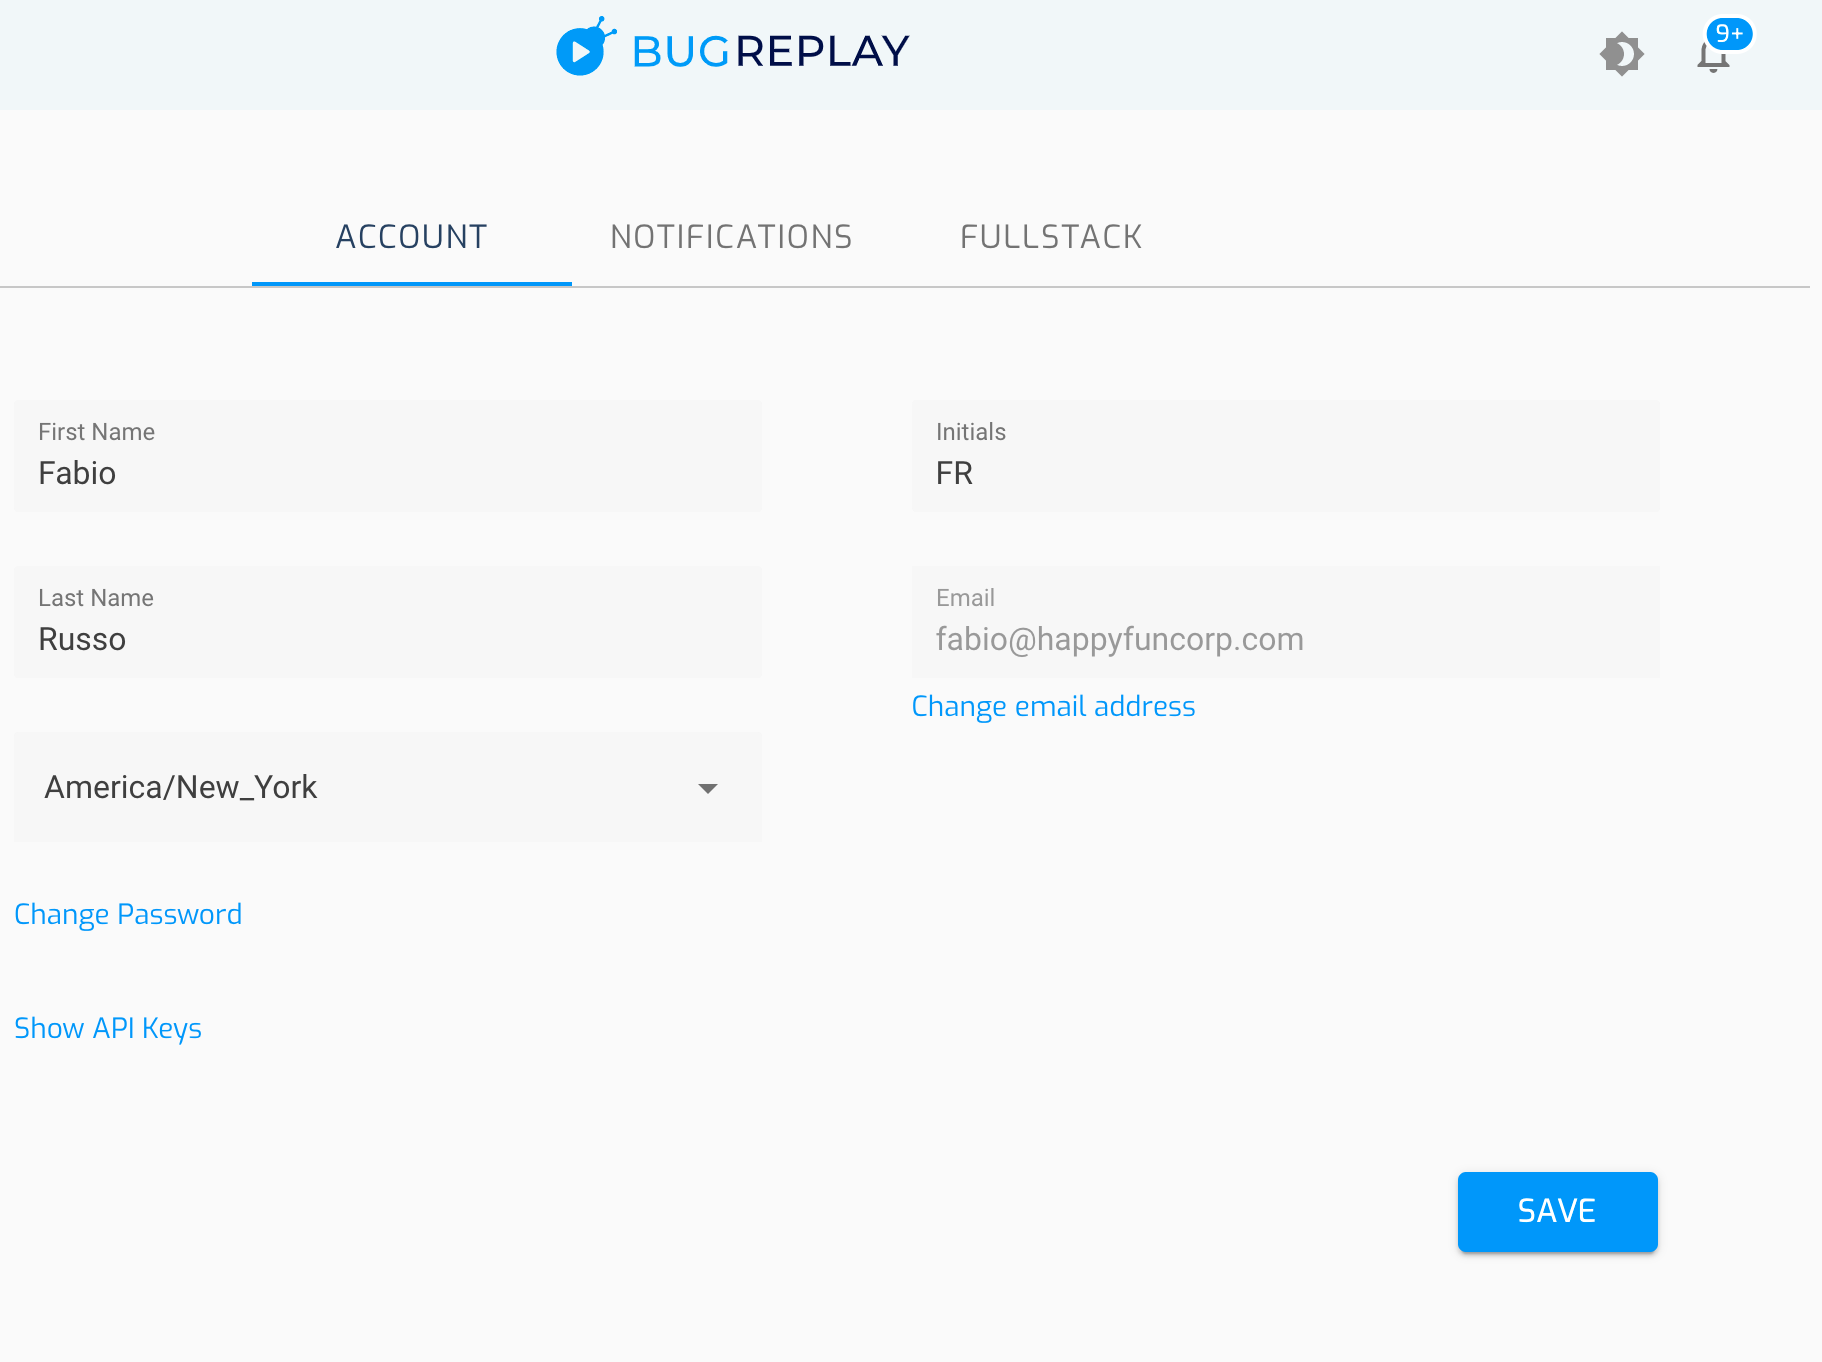 BUGREPLAY
9+
ACCOUNT NOTIFICATIONS FULLSTACK
First Name
Fabio
Initials
FR
Last Name
Russo
Email
fabio@happyfuncorp.com
Change email address
America/New_York
Change Password
Show API Keys
SAVE